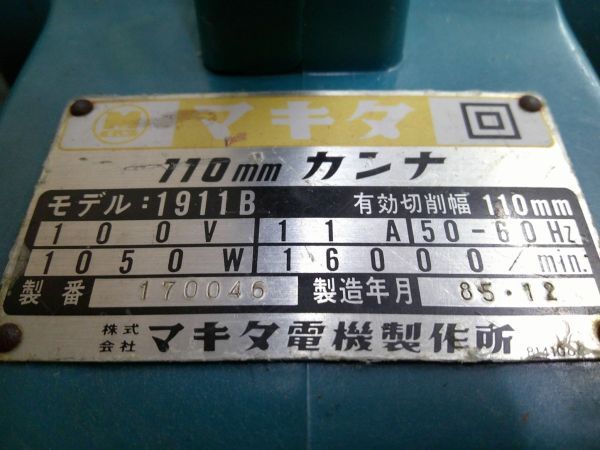 マキタ
110mm カンナ
モデル:1911B 有効切削幅 110mm
100V 11A 50-60Hz
1050W 16000/min.
製番 170046 製造年月 85・12
株式会社 マキタ電機製作所